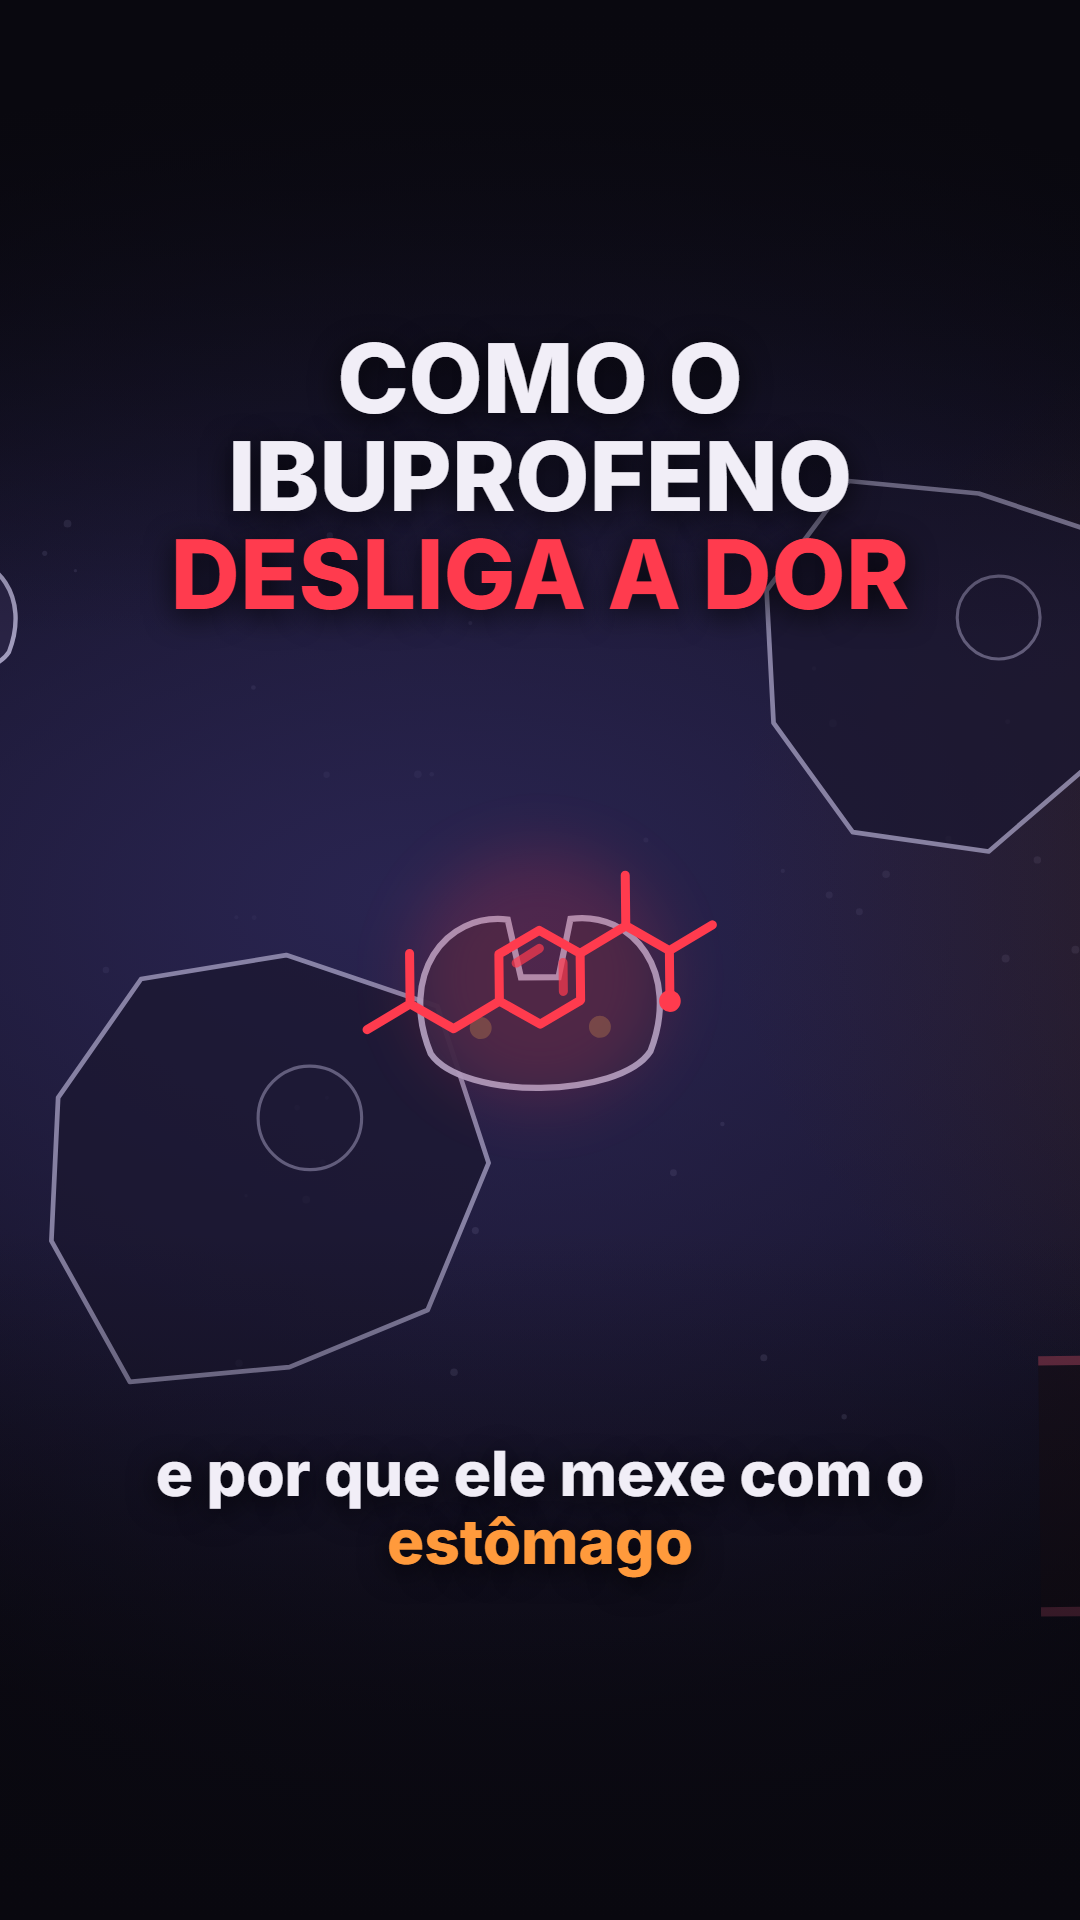 COMO O
IBUPROFENO
DESLIGA A DOR
e por que ele mexe com o
estômago